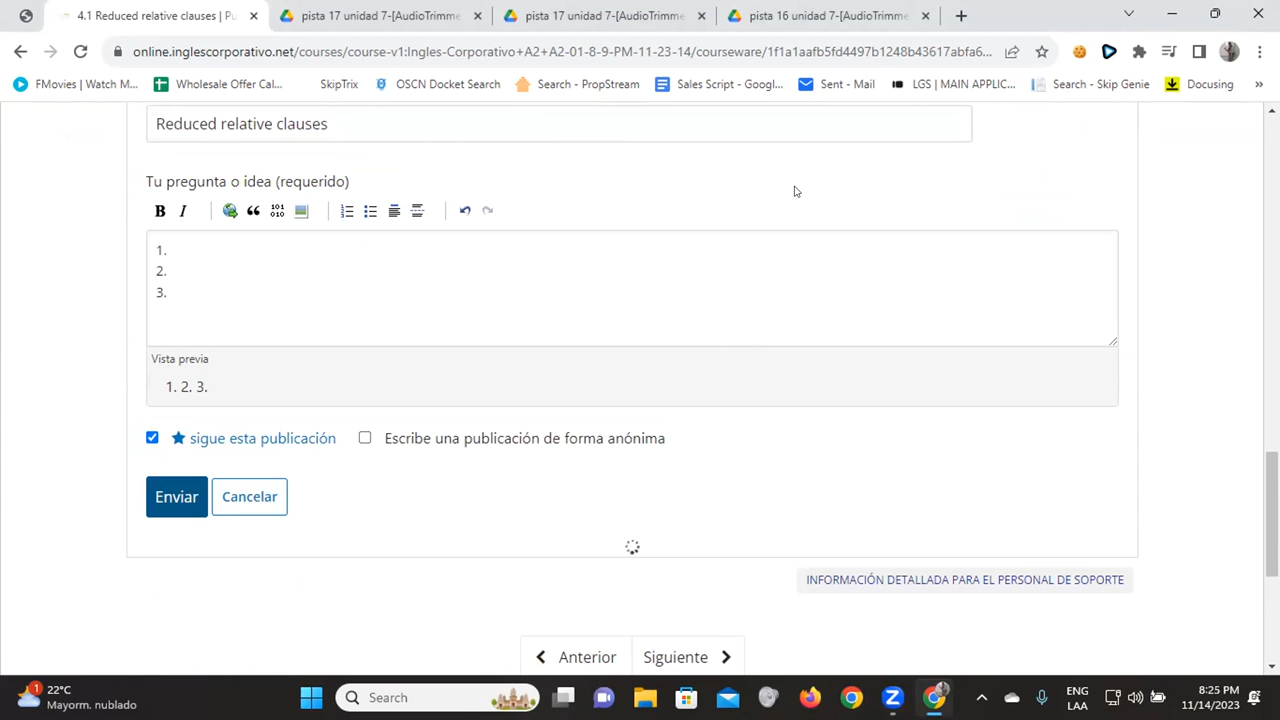 4.1 Reduced relative clauses | Pu
pista 17 unidad 7-[AudioTrimme
pista 17 unidad 7-[AudioTrimme
pista 16 unidad 7-[AudioTrimme
online.inglescorporativo.net/courses/course-v1:Ingles-Corporativo+A2+A2-01-8-9-PM-11-23-14/courseware/1f1a1aafb5fd4497b1248b43617abfa6...
FMovies | Watch M...
Wholesale Offer Cal...
SkipTrix
OSCN Docket Search
Search - PropStream
Sales Script - Googl...
Sent - Mail
LGS | MAIN APPLIC...
Search - Skip Genie
Docusing
»
Reduced relative clauses
Tu pregunta o idea (requerido)
B I
1.
2.
3.
Vista previa
1. 2. 3.
sigue esta publicación
Escribe una publicación de forma anónima
Enviar
Cancelar
INFORMACIÓN DETALLADA PARA EL PERSONAL DE SOPORTE
Anterior
Siguiente
1
22°C
Mayorm. nublado
Search
ENG
LAA
8:25 PM
11/14/2023